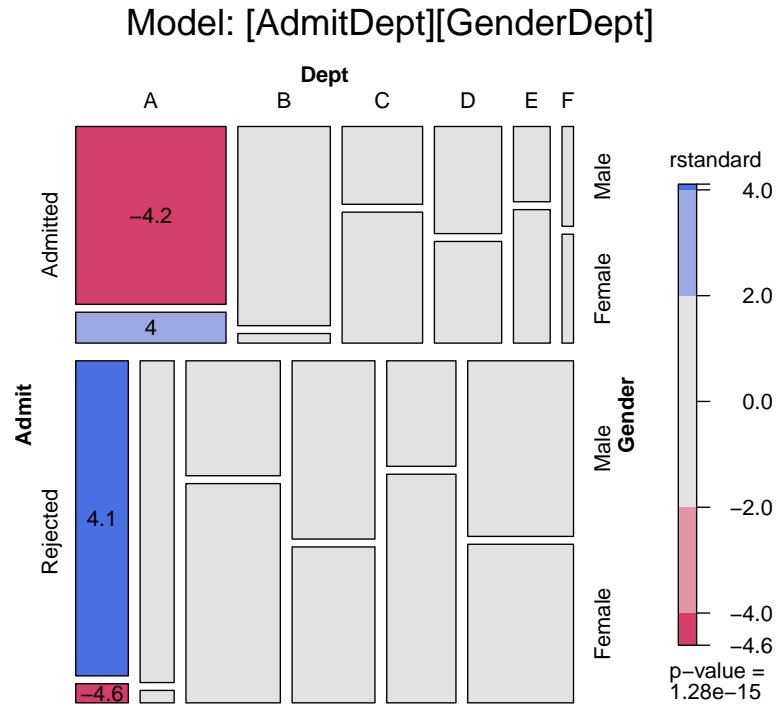 Model: [AdmitDept][GenderDept]
Dept
A B C D E F
Admit
Admitted
Rejected
−4.2
4
4.1
−4.6
Male
Female
Male
Female
Gender
rstandard
4.0
2.0
0.0
−2.0
−4.0
−4.6
p−value =
1.28e−15